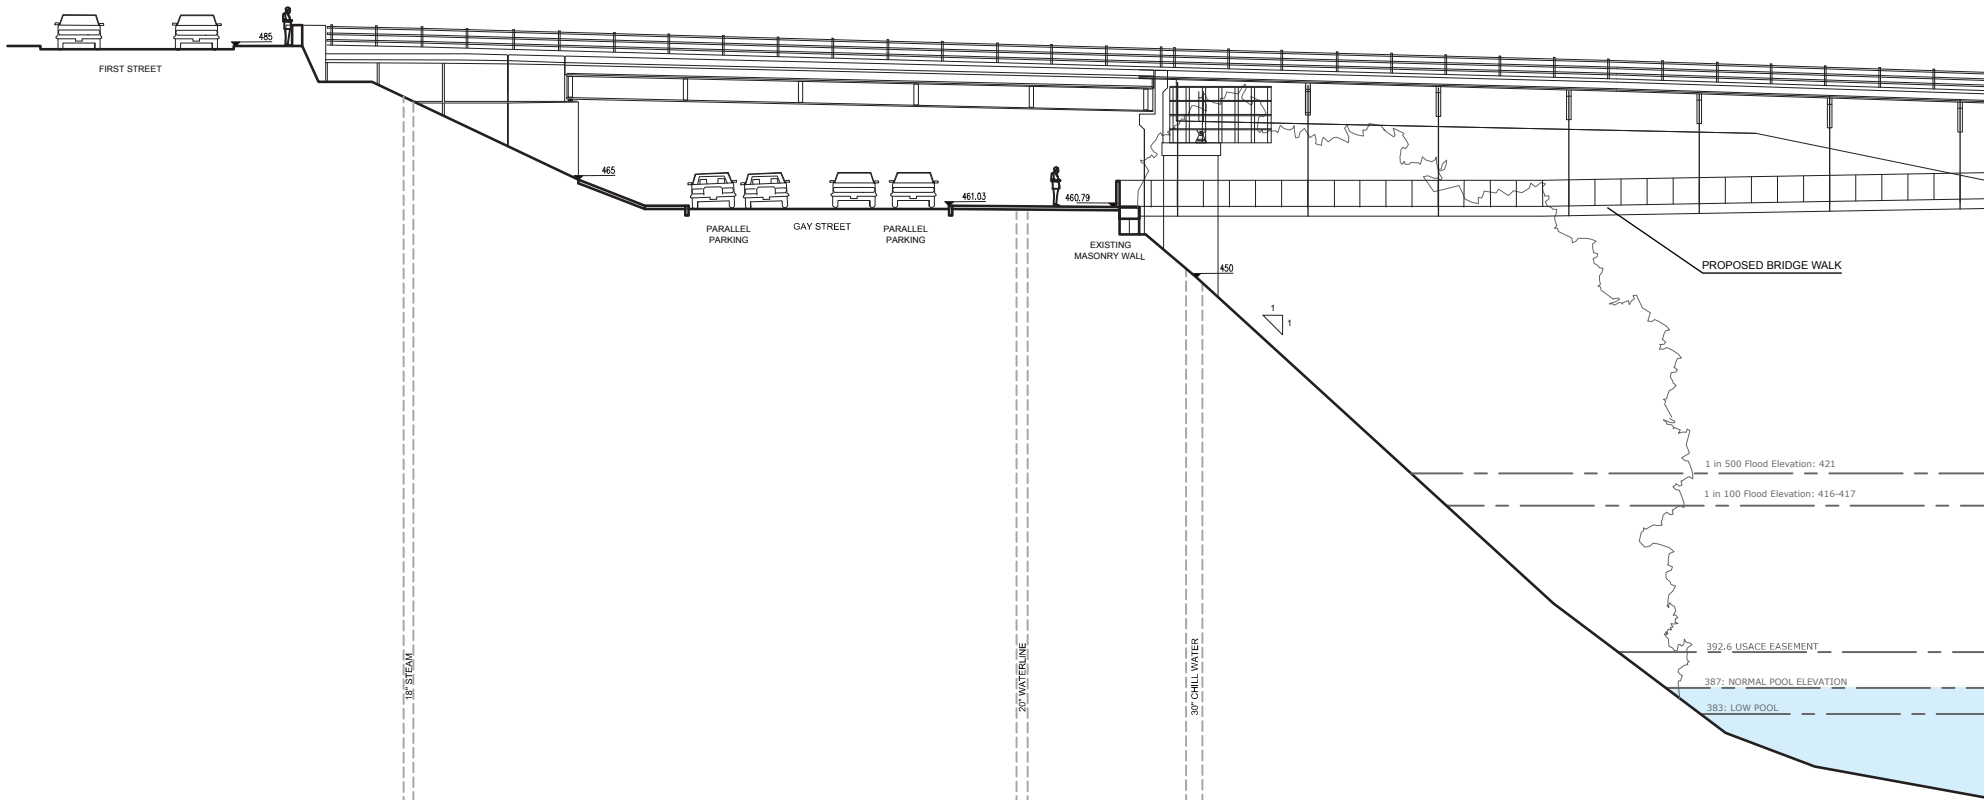 485
FIRST STREET
465
461.03
460.79
PARALLEL
PARKING
GAY STREET
PARALLEL
PARKING
EXISTING
MASONRY WALL
450
PROPOSED BRIDGE WALK
1
1
1 in 500 Flood Elevation: 421
1 in 100 Flood Elevation: 416-417
392.6 USACE EASEMENT
387: NORMAL POOL ELEVATION
383: LOW POOL
18" STEAM
20" WATERLINE
30" CHILL WATER